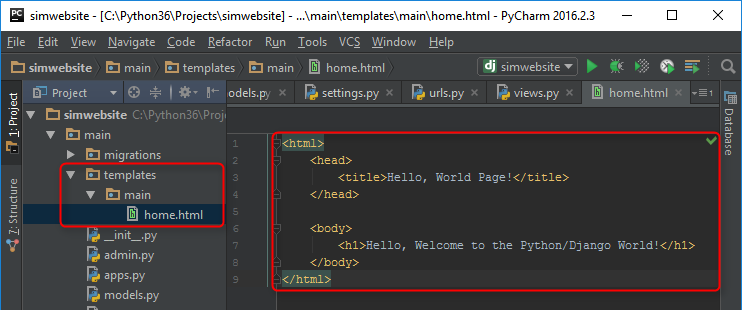 PC simwebsite - [C:\Python36\Projects\simwebsite] - ...\main\templates\main\home.html - PyCharm 2016.2.3
File Edit View Navigate Code Refactor Run Tools VCS Window Help
simwebsite main templates main home.html dj simwebsite
1: Project
7: Structure
Project
simwebsite C:\Python36\Proje
main
migrations
templates
main
home.html
__init__.py
admin.py
apps.py
models.py
odels.py settings.py urls.py views.py home.html
1 <html>
2 <head>
3 <title>Hello, World Page!</title>
4 </head>
5
6 <body>
7 <h1>Hello, Welcome to the Python/Django World!</h1>
8 </body>
9 </html>
Database